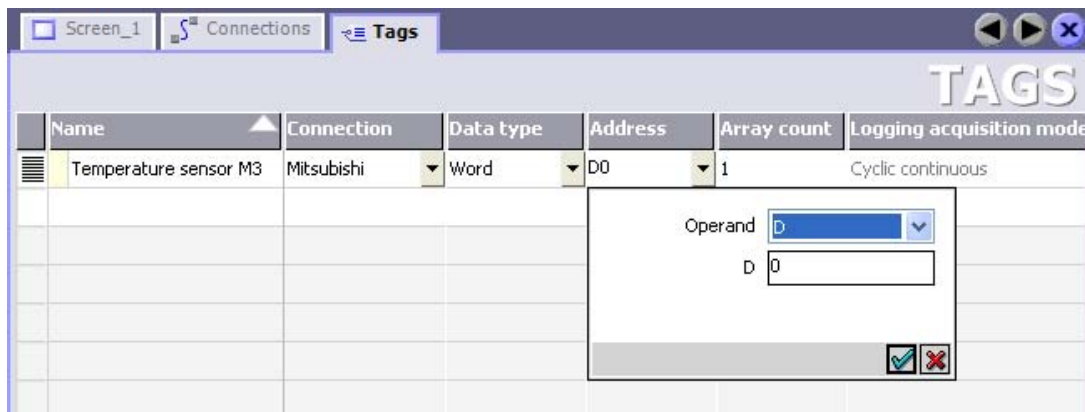 Screen_1 Connections Tags
TAGS
Name Connection Data type Address Array count Logging acquisition mode
Temperature sensor M3 Mitsubishi Word D0 1 Cyclic continuous
Operand D
D 0